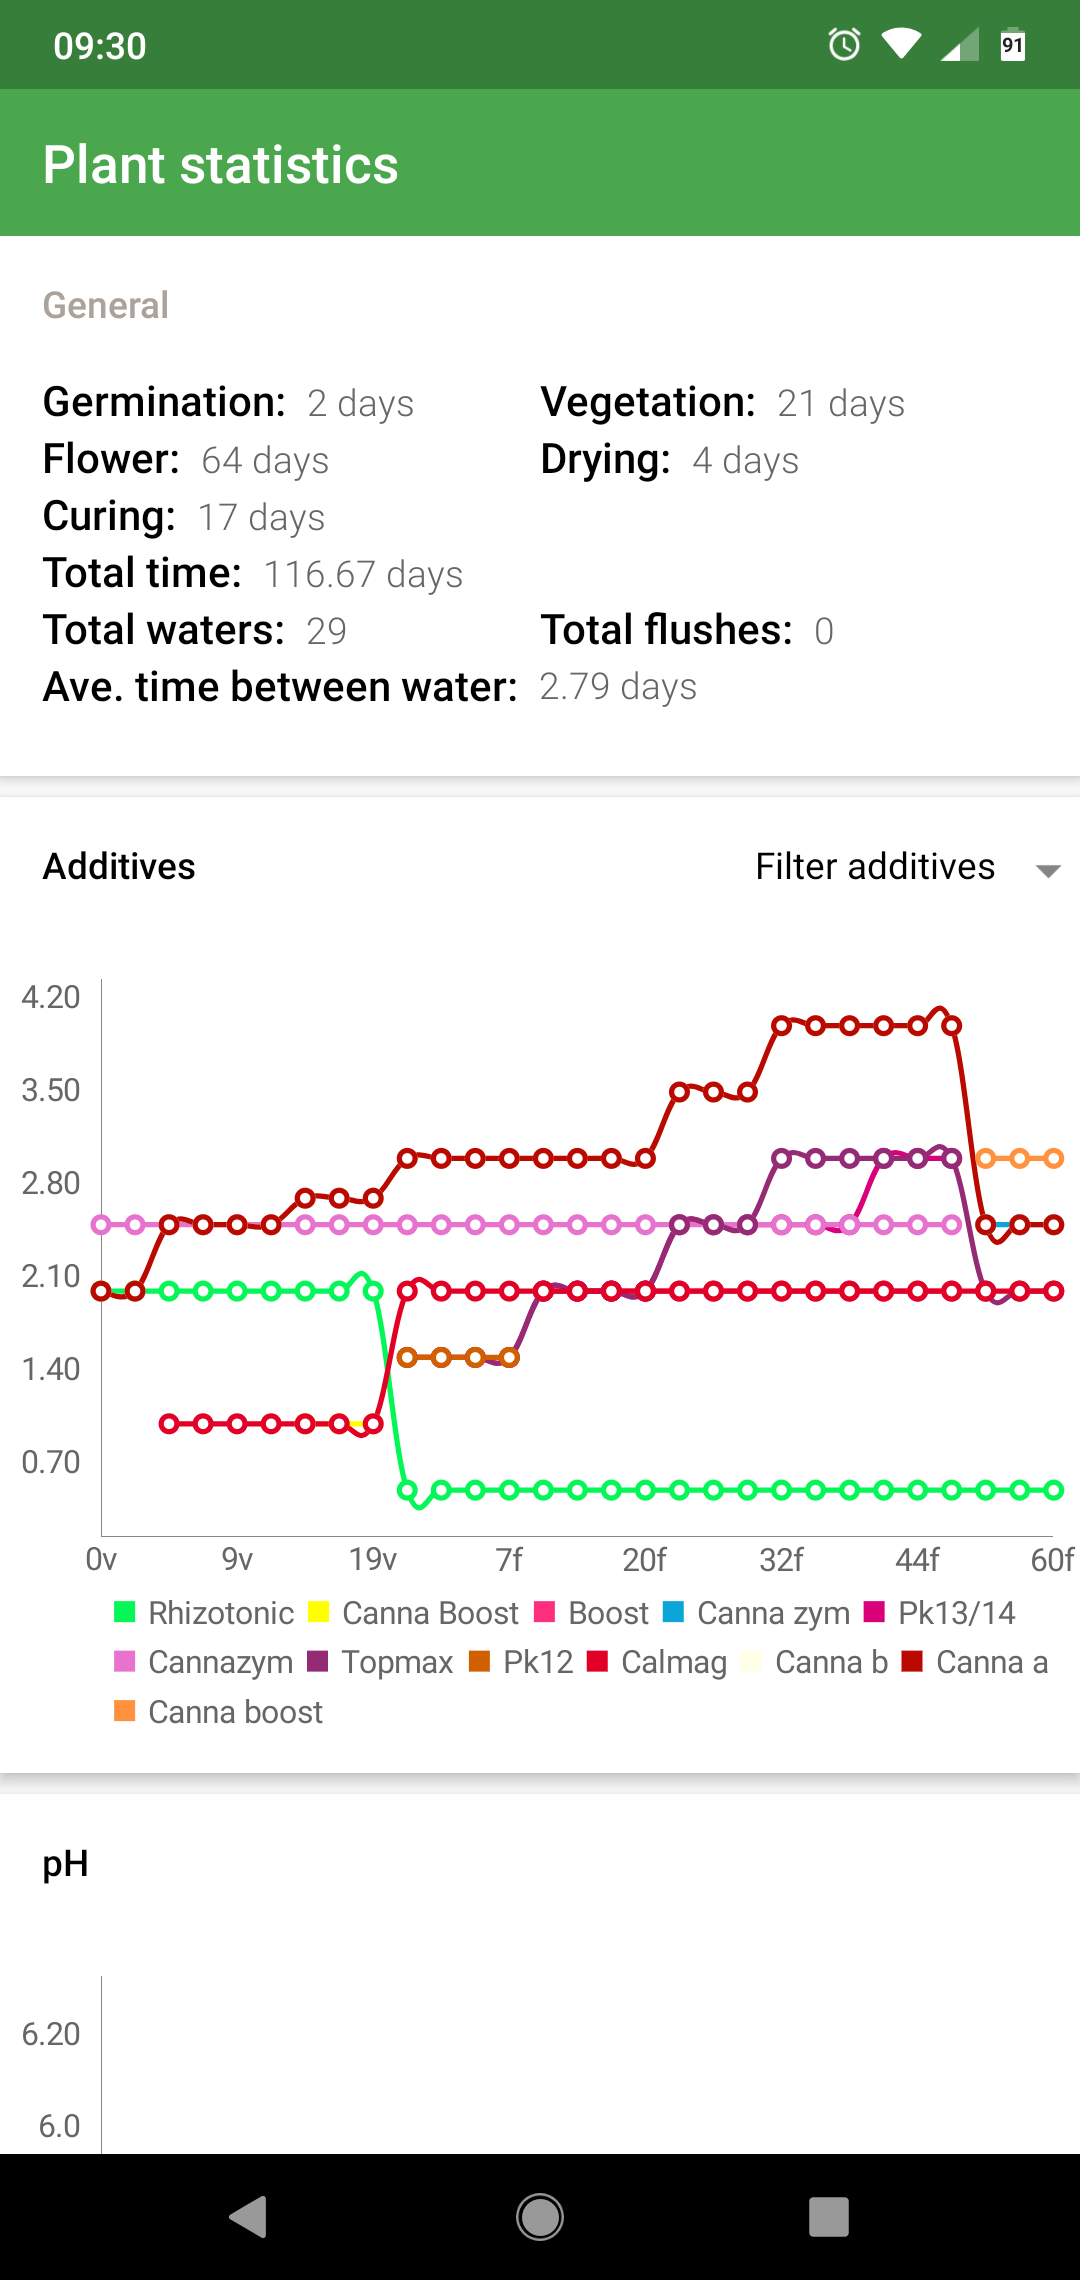 09:30
91
Plant statistics
General
Germination: 2 days Vegetation: 21 days
Flower: 64 days Drying: 4 days
Curing: 17 days
Total time: 116.67 days
Total waters: 29 Total flushes: 0
Ave. time between water: 2.79 days
Additives Filter additives
4.20
3.50
2.80
2.10
1.40
0.70
0v 9v 19v 7f 20f 32f 44f 60f
Rhizotonic Canna Boost Boost Canna zym Pk13/14
Cannazym Topmax Pk12 Calmag Canna b Canna a
Canna boost
pH
6.20
6.0